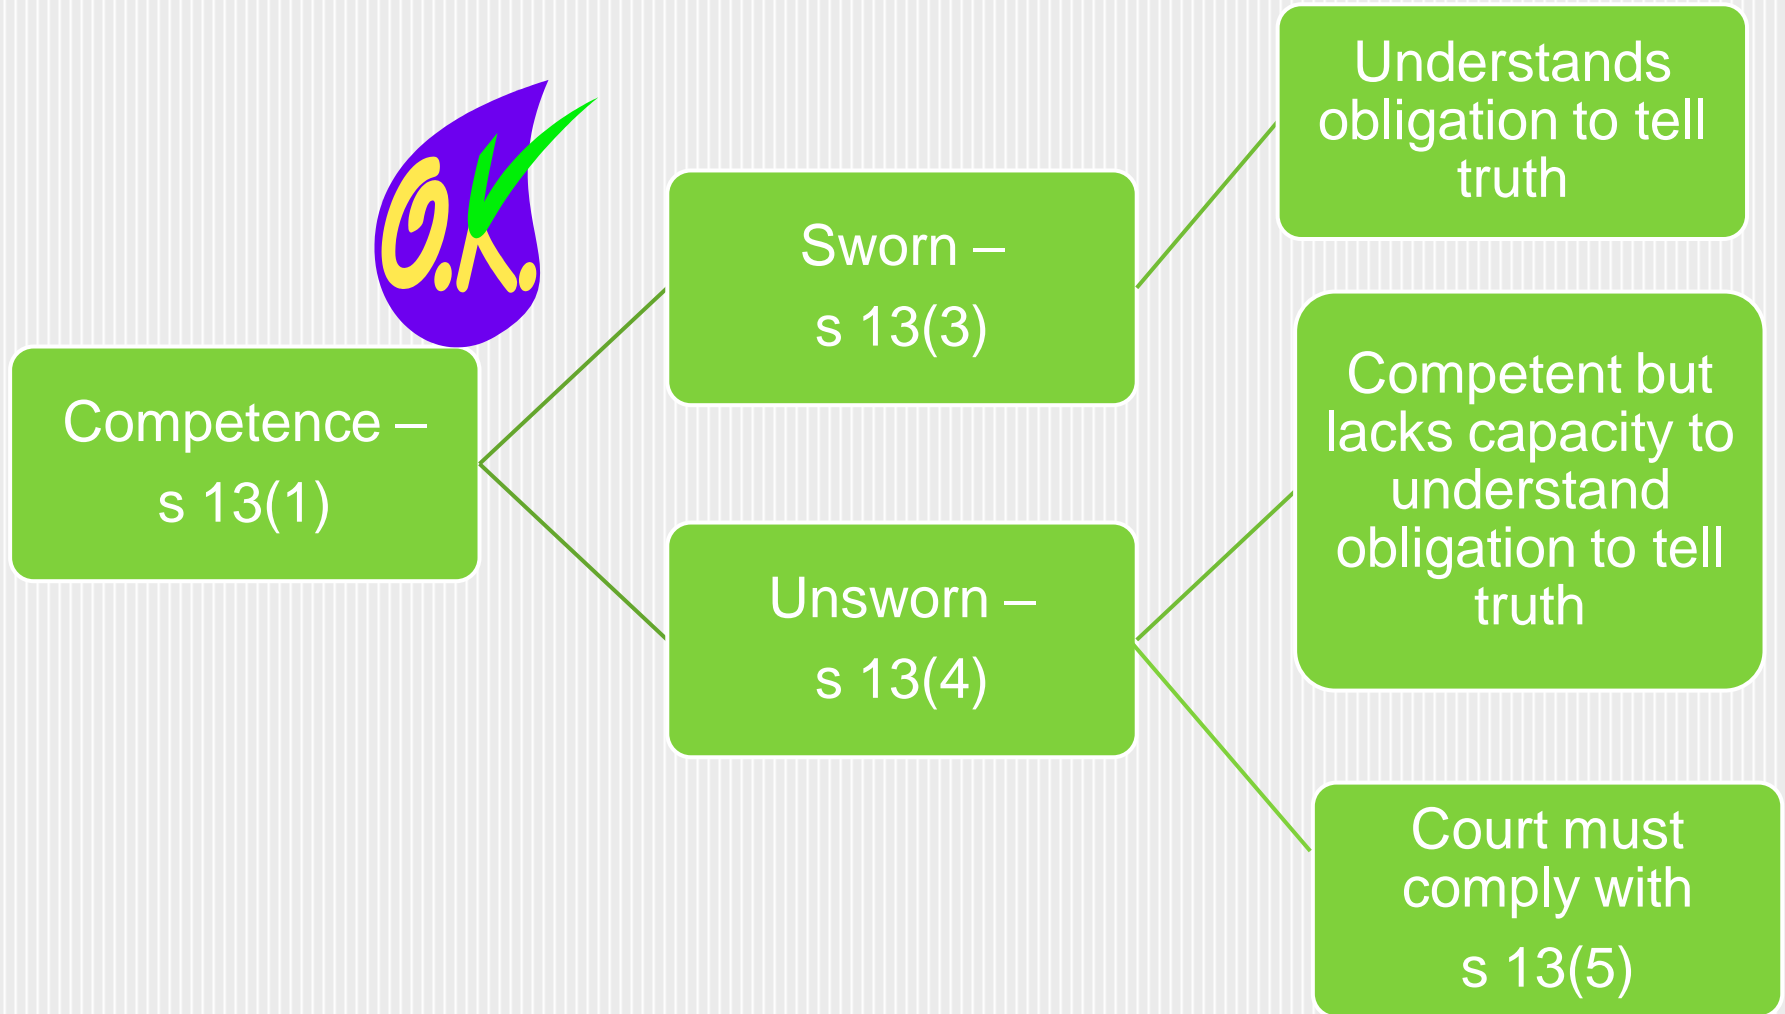 O.K.
Competence –
s 13(1)
Sworn –
s 13(3)
Unsworn –
s 13(4)
Understands
obligation to tell
truth
Competent but
lacks capacity to
understand
obligation to tell
truth
Court must
comply with
s 13(5)